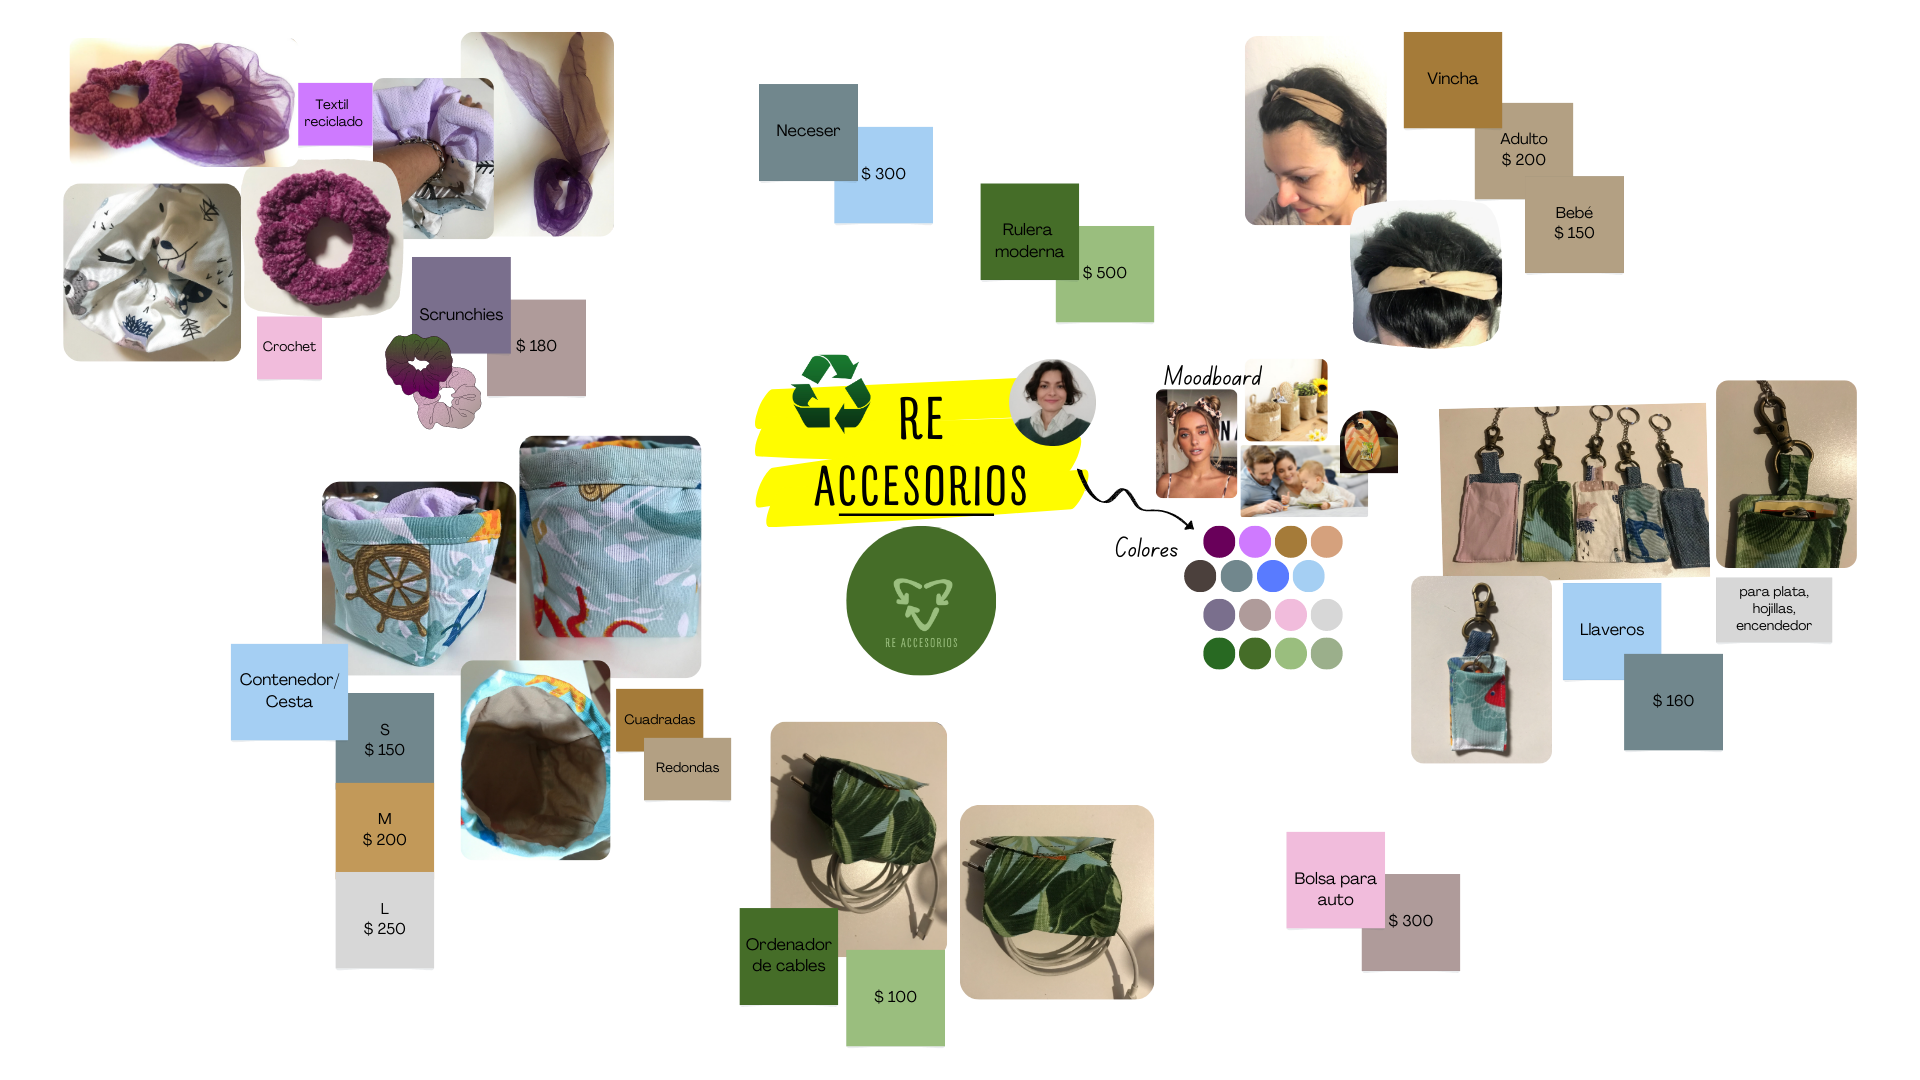 Textil
reciclado
Crochet
Scrunchies
$ 180
Neceser
$ 300
Rulera
moderna
$ 500
Vincha
Adulto
$ 200
Bebé
$ 150
RE
ACCESORIOS
RE ACCESORIOS
Moodboard
Colores
para plata,
hojillas,
encendedor
Llaveros
$ 160
Contenedor/
Cesta
S
$ 150
M
$ 200
L
$ 250
Cuadradas
Redondas
Ordenador
de cables
$ 100
Bolsa para
auto
$ 300